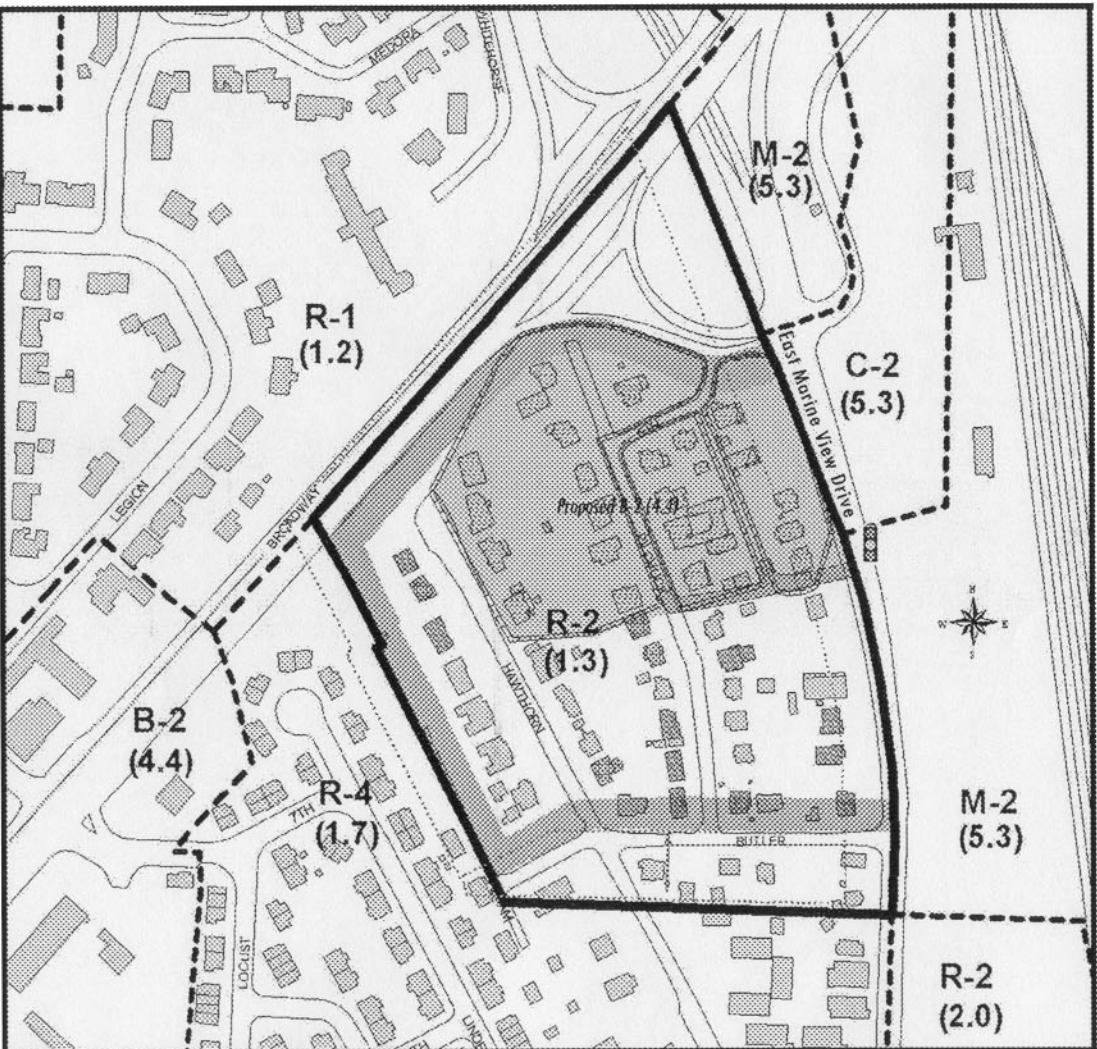 MEDORA
WHITEHORSE
M-2
(5.3)
R-1
(1.2)
C-2
(5.3)
East Marine View Drive
LEGION
BROADWAY
N
W
E
S
R-2
(1.3)
HAWTHORN
B-2
(4.4)
R-4
(1.7)
7TH
M-2
(5.3)
BUTLER
LOCUST
R-2
(2.0)